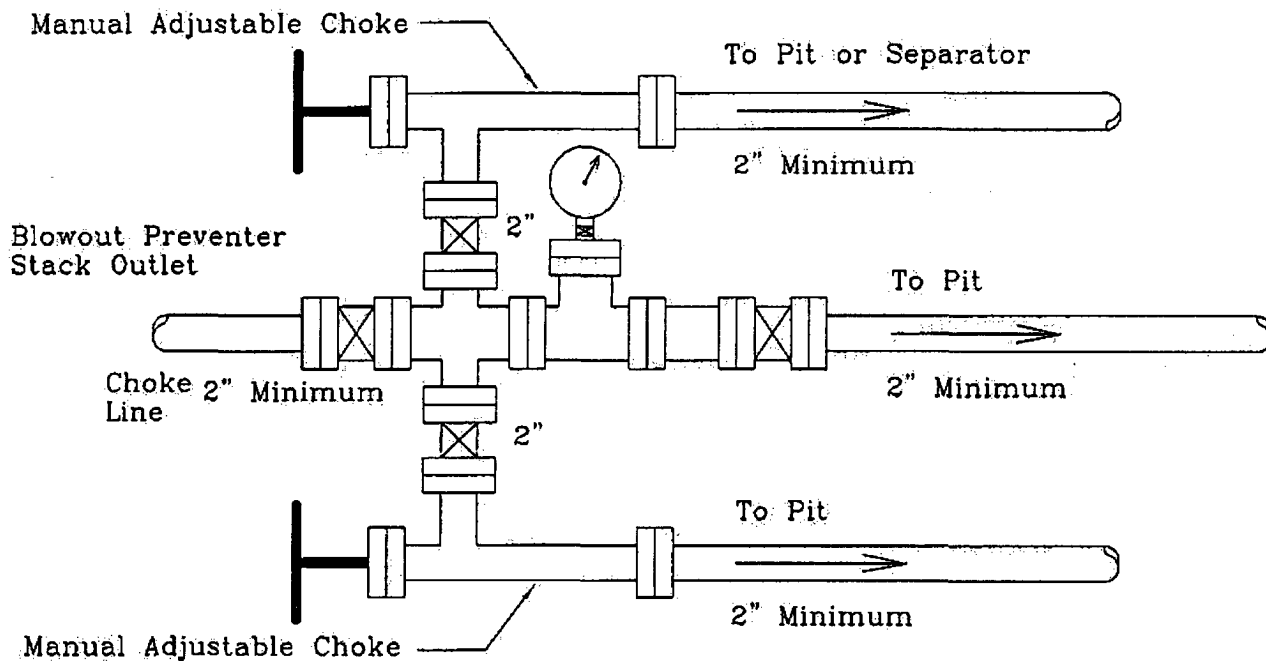 Manual Adjustable Choke
To Pit or Separator
2" Minimum
2"
Blowout Preventer
Stack Outlet
To Pit
Choke
Line
2" Minimum
2" Minimum
2"
To Pit
2" Minimum
Manual Adjustable Choke